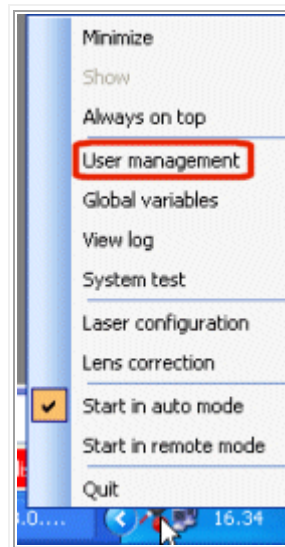 Minimize
Show
Always on top
User management
Global variables
View log
System test
Laser configuration
Lens correction
Start in auto mode
Start in remote mode
Quit
16.34